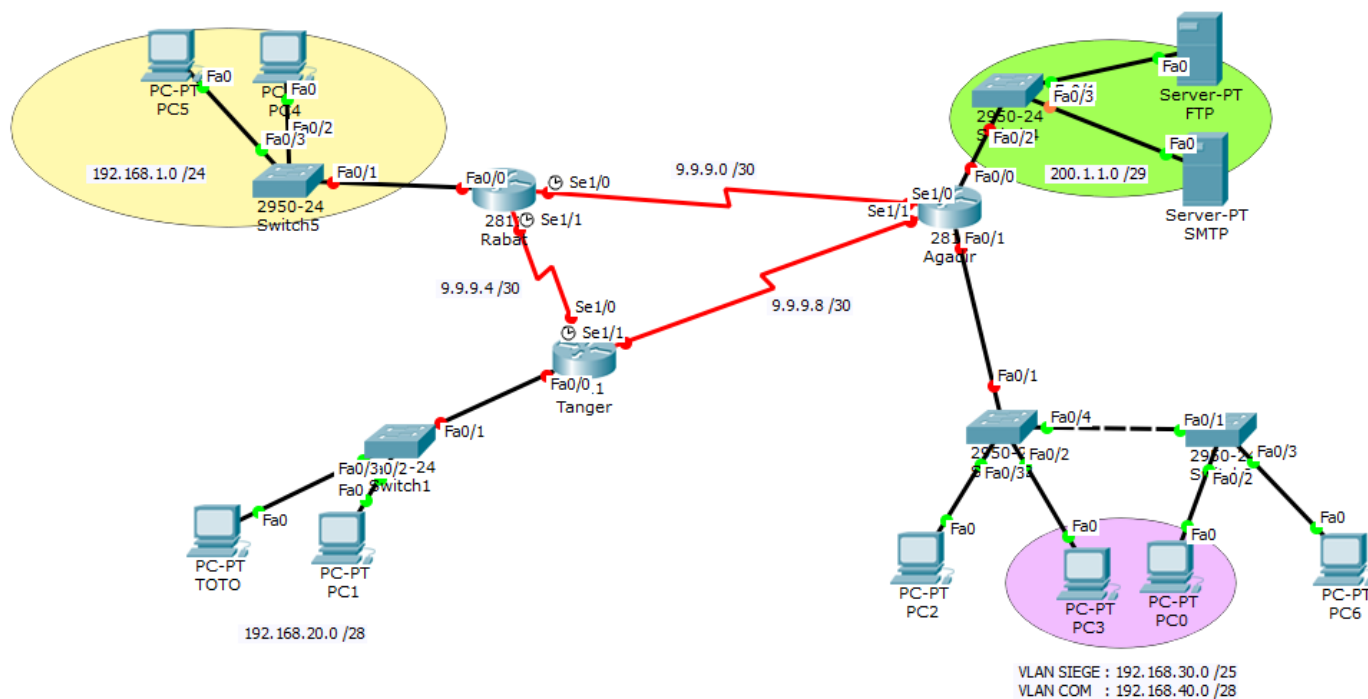 PC-PT
PC5
Fa0
PC4
Fa0
Fa0/3
Fa0/2
192.168.1.0 /24
2950-24
Switch5
Fa0/1
Fa0/0
Rabat
Se1/0
Se1/1
9.9.9.0 /30
Se1/0
Se1/1
Fa0/0
Fa0/1
Agadir
2950-24
Fa0/3
Fa0/2
Fa0
Server-PT
FTP
Fa0
Server-PT
SMTP
200.1.1.0 /29
9.9.9.4 /30
9.9.9.8 /30
Se1/0
Se1/1
Fa0/0
Tanger
Fa0/1
Fa0/3
Switch1
Fa0
Fa0
PC-PT
TOTO
PC-PT
PC1
192.168.20.0 /28
Fa0/1
Fa0/4
Fa0/2
Fa0/1
Fa0/3
Fa0/2
Fa0
PC-PT
PC2
Fa0
PC-PT
PC3
Fa0
PC-PT
PC0
Fa0
PC-PT
PC6
VLAN SIEGE : 192.168.30.0 /25
VLAN COM : 192.168.40.0 /28